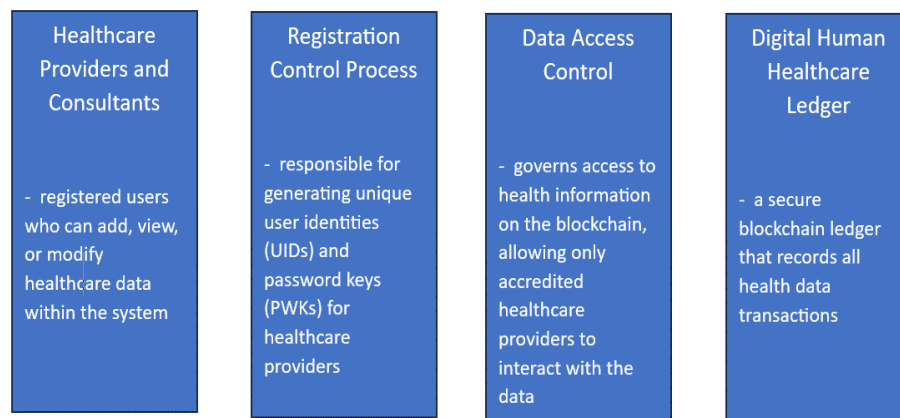 Healthcare
Providers and
Consultants
- registered users
who can add, view,
or modify
healthcare data
within the system
Registration
Control Process
- responsible for
generating unique
user identities
(UIDs) and
password keys
(PWKs) for
healthcare
providers
Data Access
Control
- governs access to
health information
on the blockchain,
allowing only
accredited
healthcare
providers to
interact with the
data
Digital Human
Healthcare
Ledger
- a secure
blockchain ledger
that records all
health data
transactions